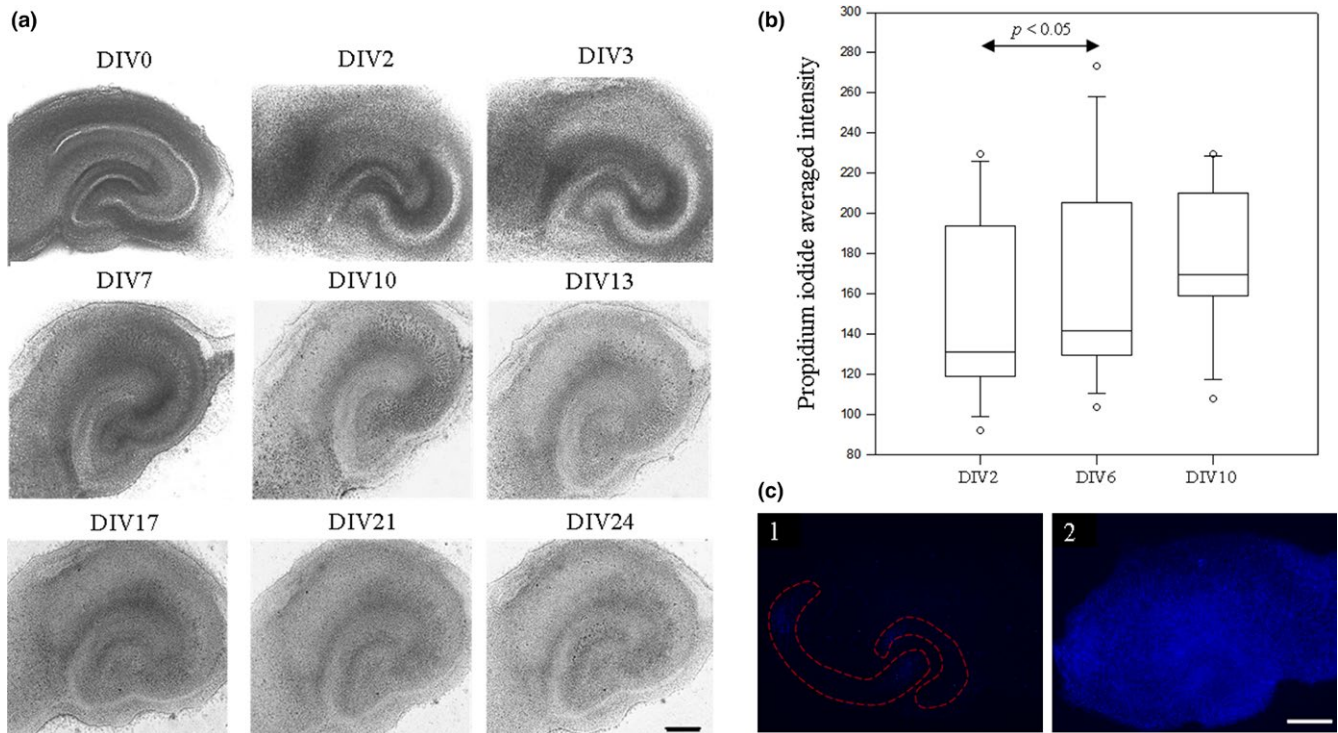 (a)
DIV0 DIV2 DIV3
DIV7 DIV10 DIV13
DIV17 DIV21 DIV24
(b)
Propidium iodide averaged intensity
300
280
260
240
220
200
180
160
140
120
100
80
p < 0.05
DIV2 DIV6 DIV10
(c)
1 2